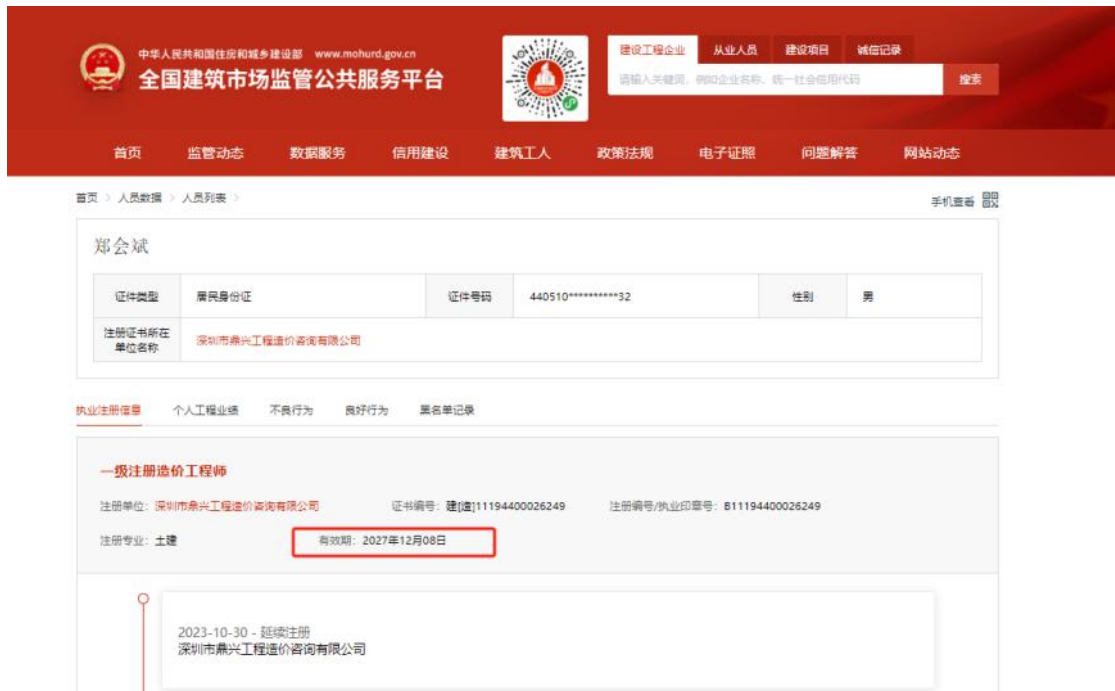 中华人民共和国住房和城乡建设部 www.mohurd.gov.cn
全国建筑市场监管公共服务平台
建设工程企业 从业人员 建设项目 诚信记录
请输入关键词，例如企业名称、统一社会信用代码 搜索
首页 监管动态 数据服务 信用建设 建筑工人 政策法规 电子证照 问题解答 网站动态
首页 > 人员数据 > 人员列表 >
手机查看
郑会斌
证件类型 居民身份证 证件号码 440510**********32 性别 男
注册证书所在
单位名称
深圳市鼎兴工程造价咨询有限公司
执业注册信息 个人工程业绩 不良行为 良好行为 黑名单记录
一级注册造价工程师
注册单位：深圳市鼎兴工程造价咨询有限公司 证书编号：建[造]11194400026249 注册编号/执业印章号：B11194400026249
注册专业：土建 有效期：2027年12月08日
2023-10-30 - 延续注册
深圳市鼎兴工程造价咨询有限公司